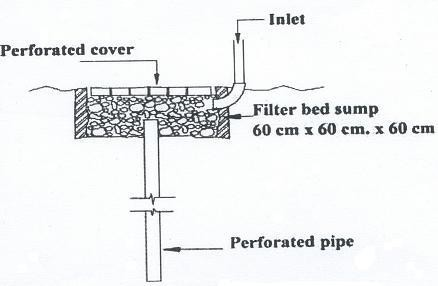 Inlet
Perforated cover
Filter bed sump
60 cm x 60 cm. x 60 cm
Perforated pipe